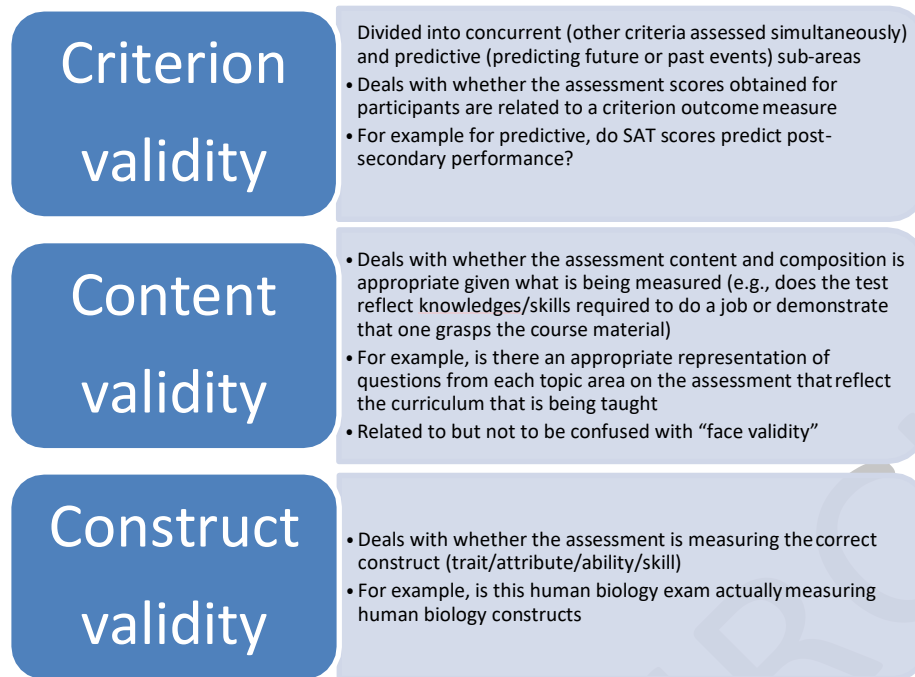 Criterion
validity
Divided into concurrent (other criteria assessed simultaneously)
and predictive (predicting future or past events) sub-areas
• Deals with whether the assessment scores obtained for
participants are related to a criterion outcome measure
• For example for predictive, do SAT scores predict post-
secondary performance?
Content
validity
• Deals with whether the assessment content and composition is
appropriate given what is being measured (e.g., does the test
reflect knowledges/skills required to do a job or demonstrate
that one grasps the course material)
• For example, is there an appropriate representation of
questions from each topic area on the assessment that reflect
the curriculum that is being taught
• Related to but not to be confused with “face validity”
Construct
validity
• Deals with whether the assessment is measuring the correct
construct (trait/attribute/ability/skill)
• For example, is this human biology exam actually measuring
human biology constructs